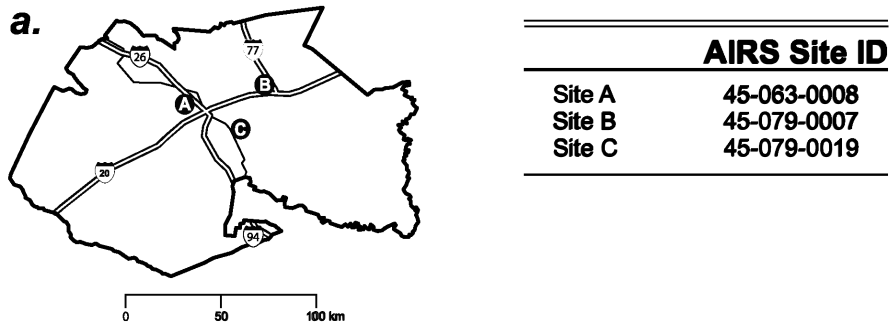 a.
26
77
B
A
C
20
94
0 50 100 km
AIRS Site ID
Site A 45-063-0008
Site B 45-079-0007
Site C 45-079-0019